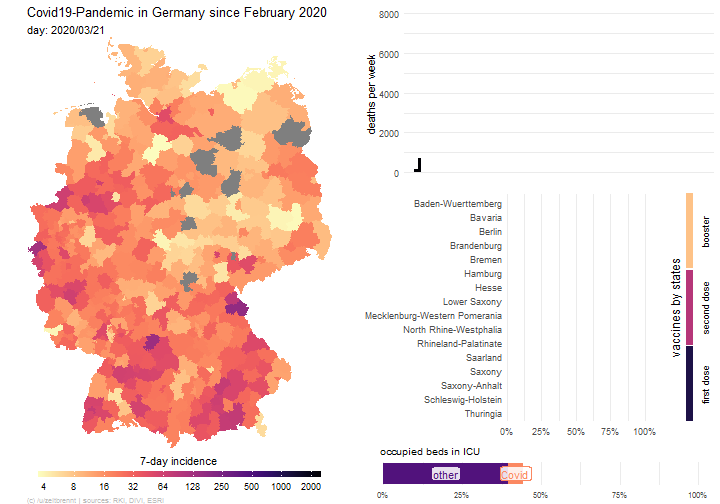 Covid19-Pandemic in Germany since February 2020
day: 2020/03/21
7-day incidence
4 8 16 32 64 125 250 500 1000 2000
(c) /u/zeitbrennt | sources: RKI, DIVI, ESRI
deaths per week
8000
6000
4000
2000
0
Baden-Wuerttemberg
Bavaria
Berlin
Brandenburg
Bremen
Hamburg
Hesse
Lower Saxony
Mecklenburg-Western Pomerania
North Rhine-Westphalia
Rhineland-Palatinate
Saarland
Saxony
Saxony-Anhalt
Schleswig-Holstein
Thuringia
0% 25% 50% 75% 100%
vaccines by states
booster
second dose
first dose
occupied beds in ICU
other
Covid
0% 25% 50% 75% 100%